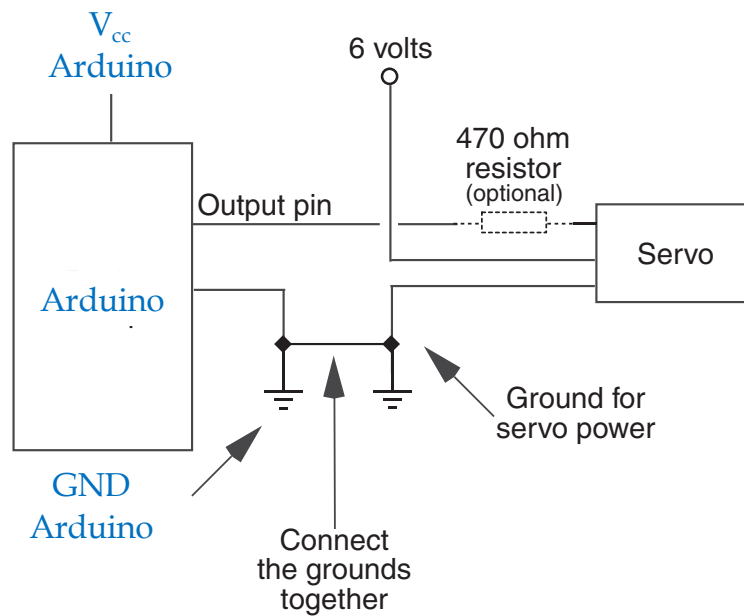 Vcc
Arduino
6 volts
470 ohm
resistor
(optional)
Output pin
Servo
Arduino
Ground for
servo power
GND
Arduino
Connect
the grounds
together